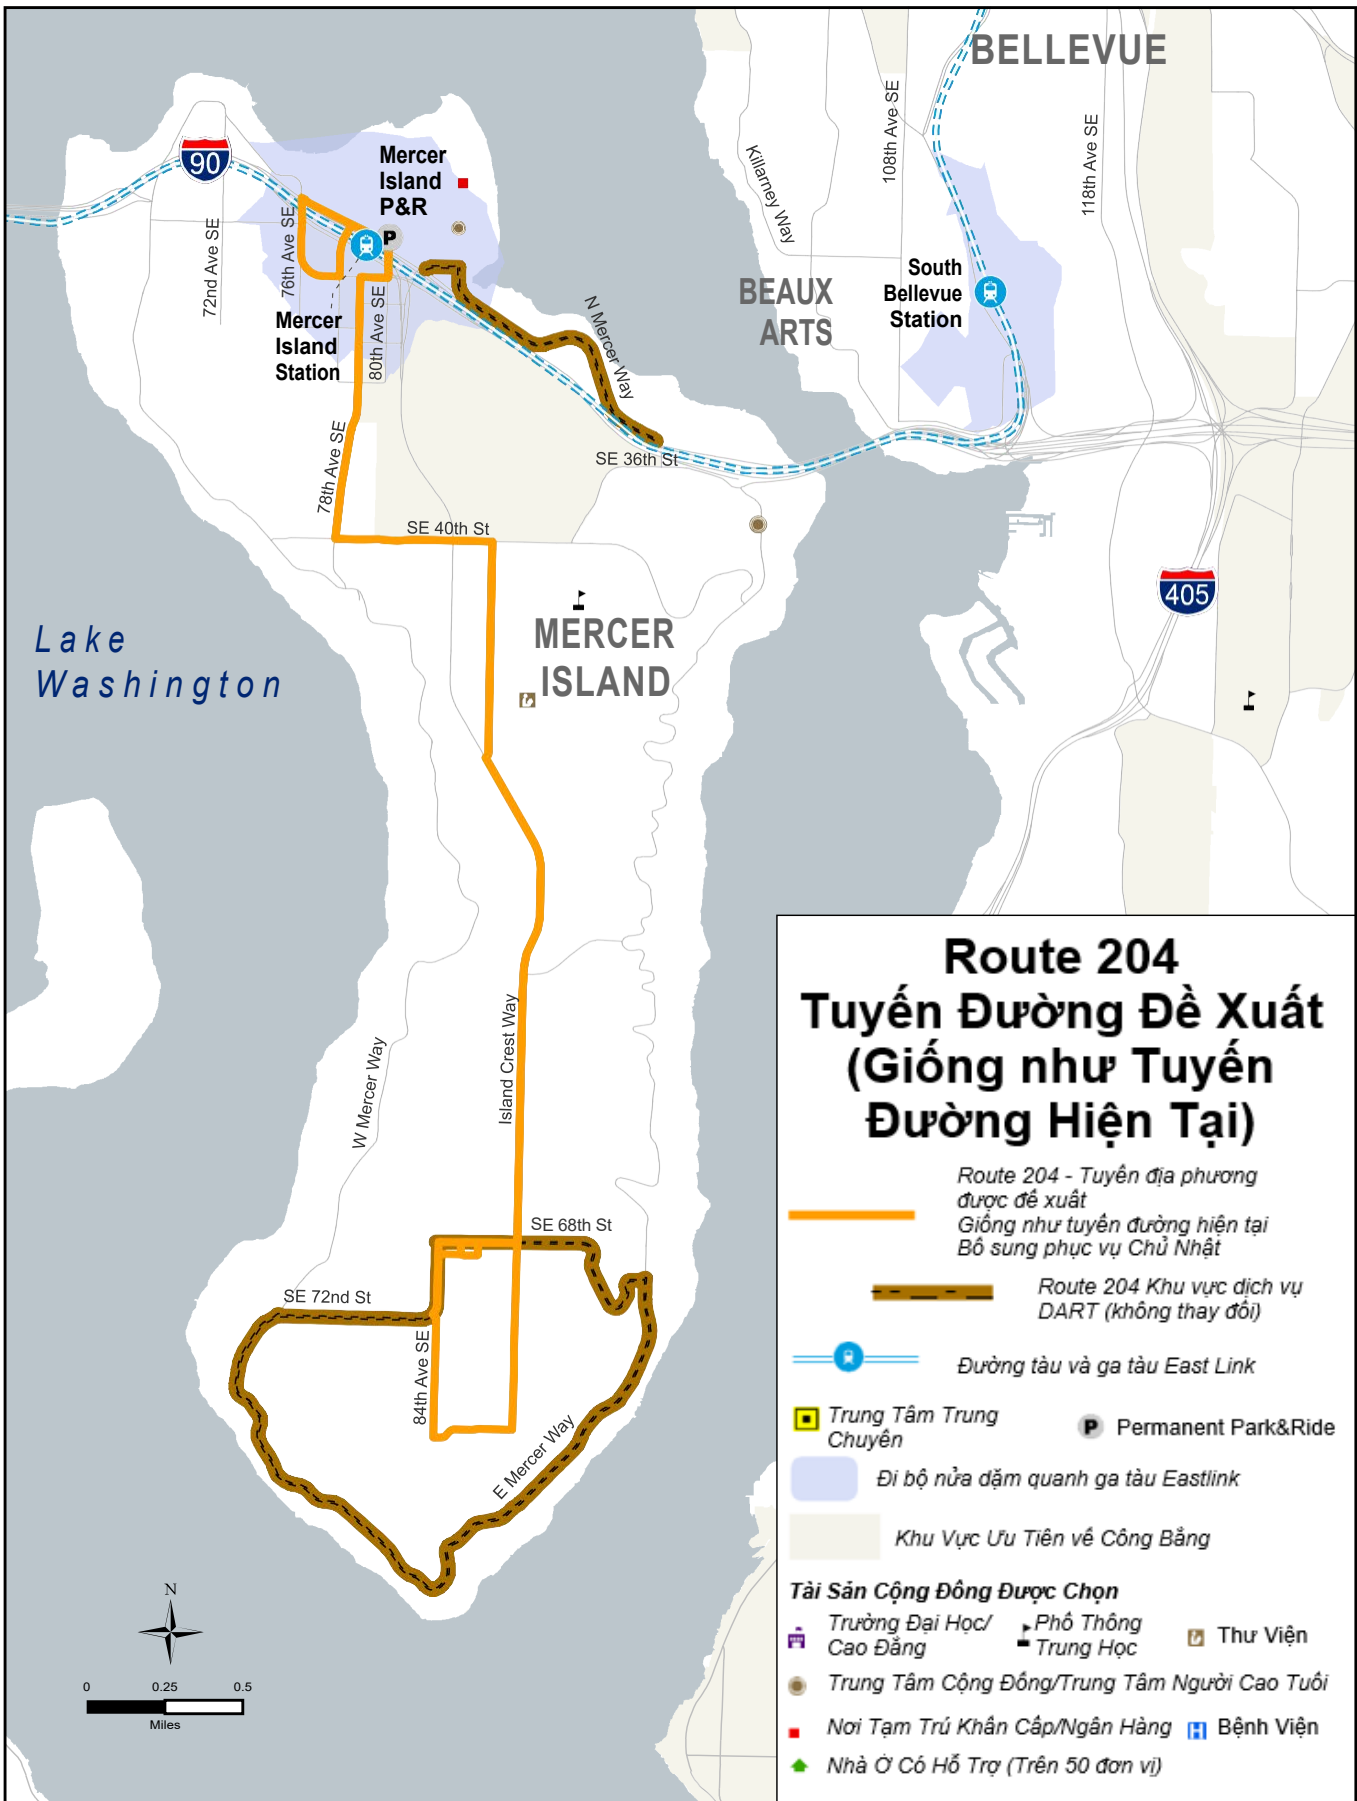 BELLEVUE
108th Ave SE
118th Ave SE
Killarney Way
90
Mercer
Island
P&R
P
72nd Ave SE
76th Ave SE
80th Ave SE
Mercer
Island
Station
N Mercer Way
BEAUX
ARTS
South
Bellevue
Station
78th Ave SE
SE 36th St
SE 40th St
405
MERCER
ISLAND
Lake
Washington
Island Crest Way
W Mercer Way
SE 68th St
SE 72nd St
84th Ave SE
E Mercer Way
N
0 0.25 0.5
Miles
Route 204
Tuyến Đường Đề Xuất
(Giống như Tuyến
Đường Hiện Tại)
Route 204 - Tuyến địa phương
được đề xuất
Giống như tuyến đường hiện tại
Bổ sung phục vụ Chủ Nhật
Route 204 Khu vực dịch vụ
DART (không thay đổi)
Đường tàu và ga tàu East Link
Trung Tâm Trung
Chuyển
P Permanent Park&Ride
Đi bộ nửa dặm quanh ga tàu Eastlink
Khu Vực Ưu Tiên về Công Bằng
Tài Sản Cộng Đồng Được Chọn
Trường Đại Học/
Cao Đẳng
Phổ Thông
Trung Học
Thư Viện
Trung Tâm Cộng Đồng/Trung Tâm Người Cao Tuổi
Nơi Tạm Trú Khẩn Cấp/Ngân Hàng
H Bệnh Viện
Nhà Ở Có Hỗ Trợ (Trên 50 đơn vị)